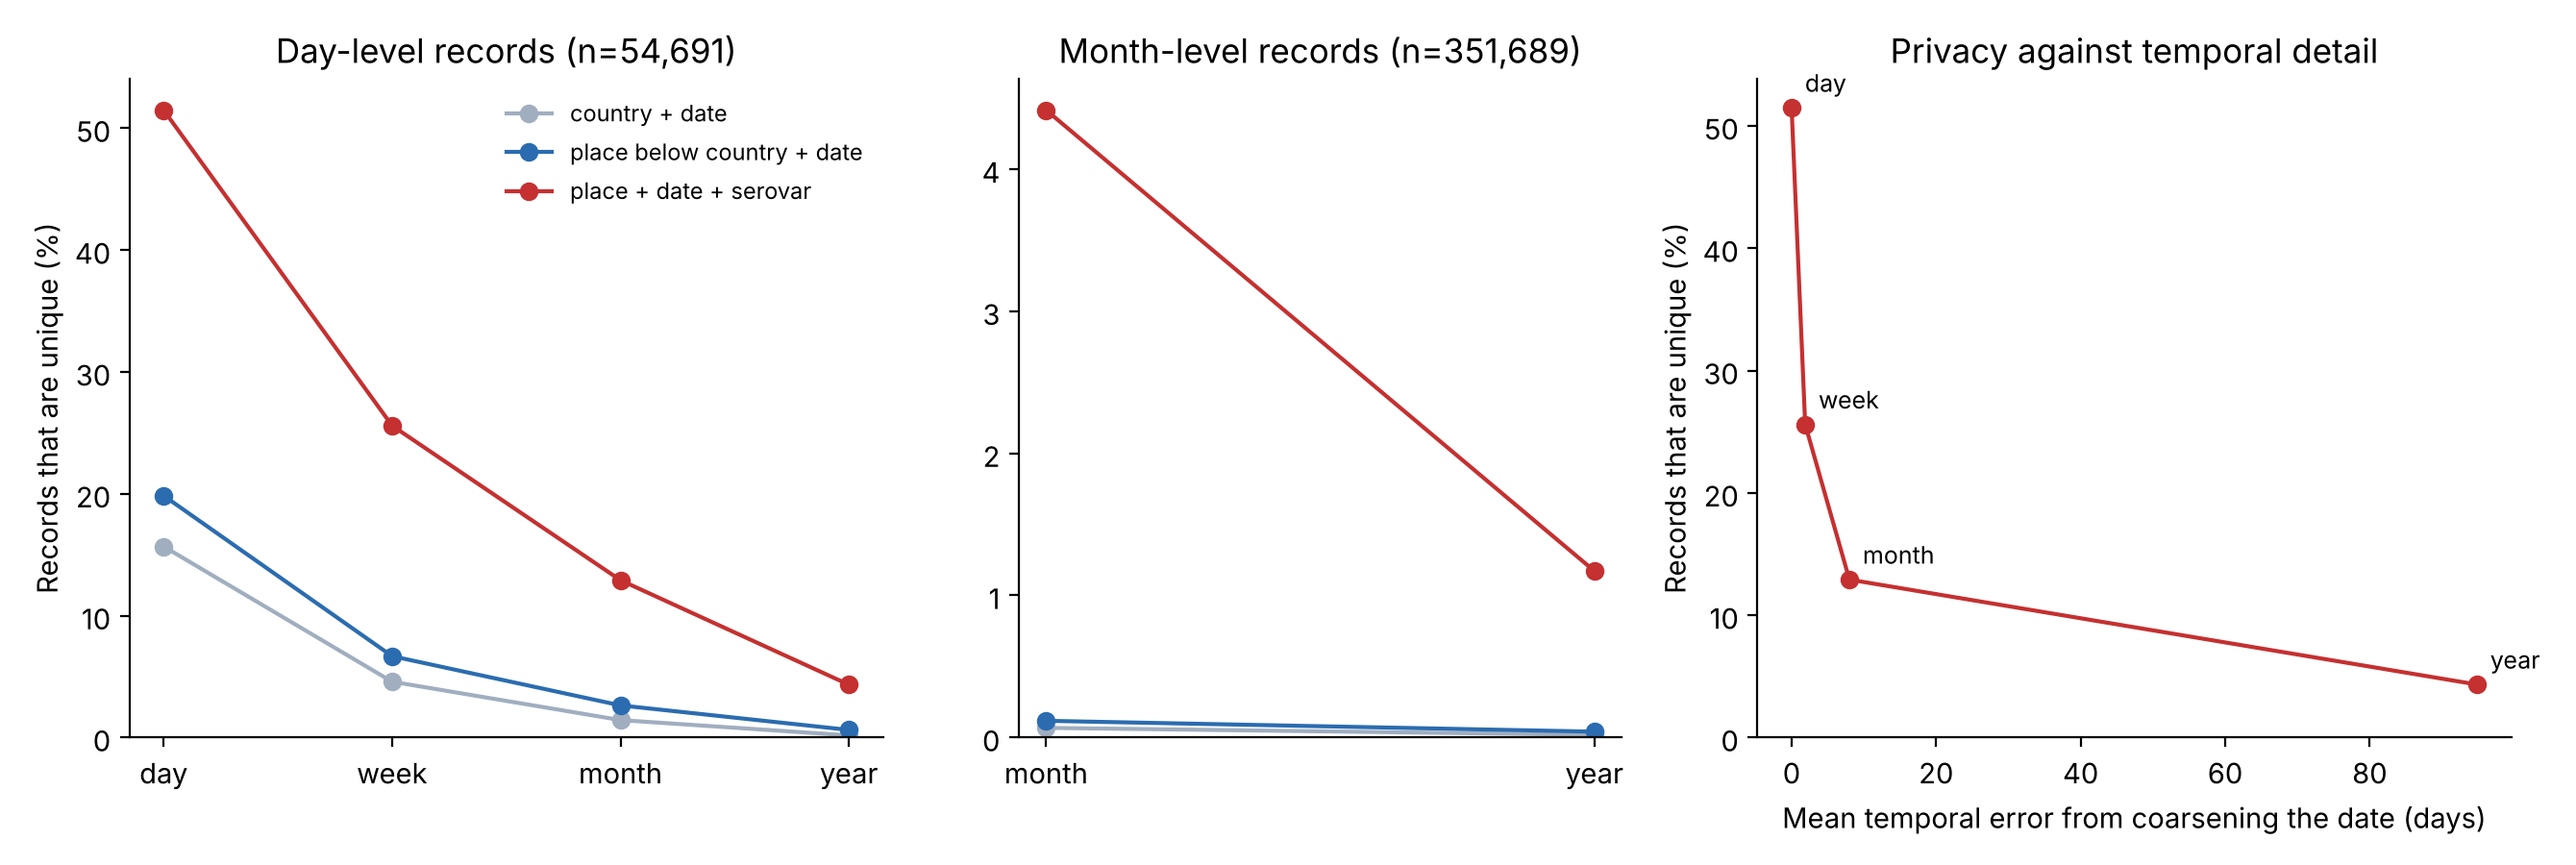 Day-level records (n=54,691)
Records that are unique (%)
50
40
30
20
10
0
day
week
month
year
country + date
place below country + date
place + date + serovar
Month-level records (n=351,689)
4
3
2
1
0
month
year
Privacy against temporal detail
Records that are unique (%)
50
40
30
20
10
0
day
week
month
year
0
20
40
60
80
Mean temporal error from coarsening the date (days)